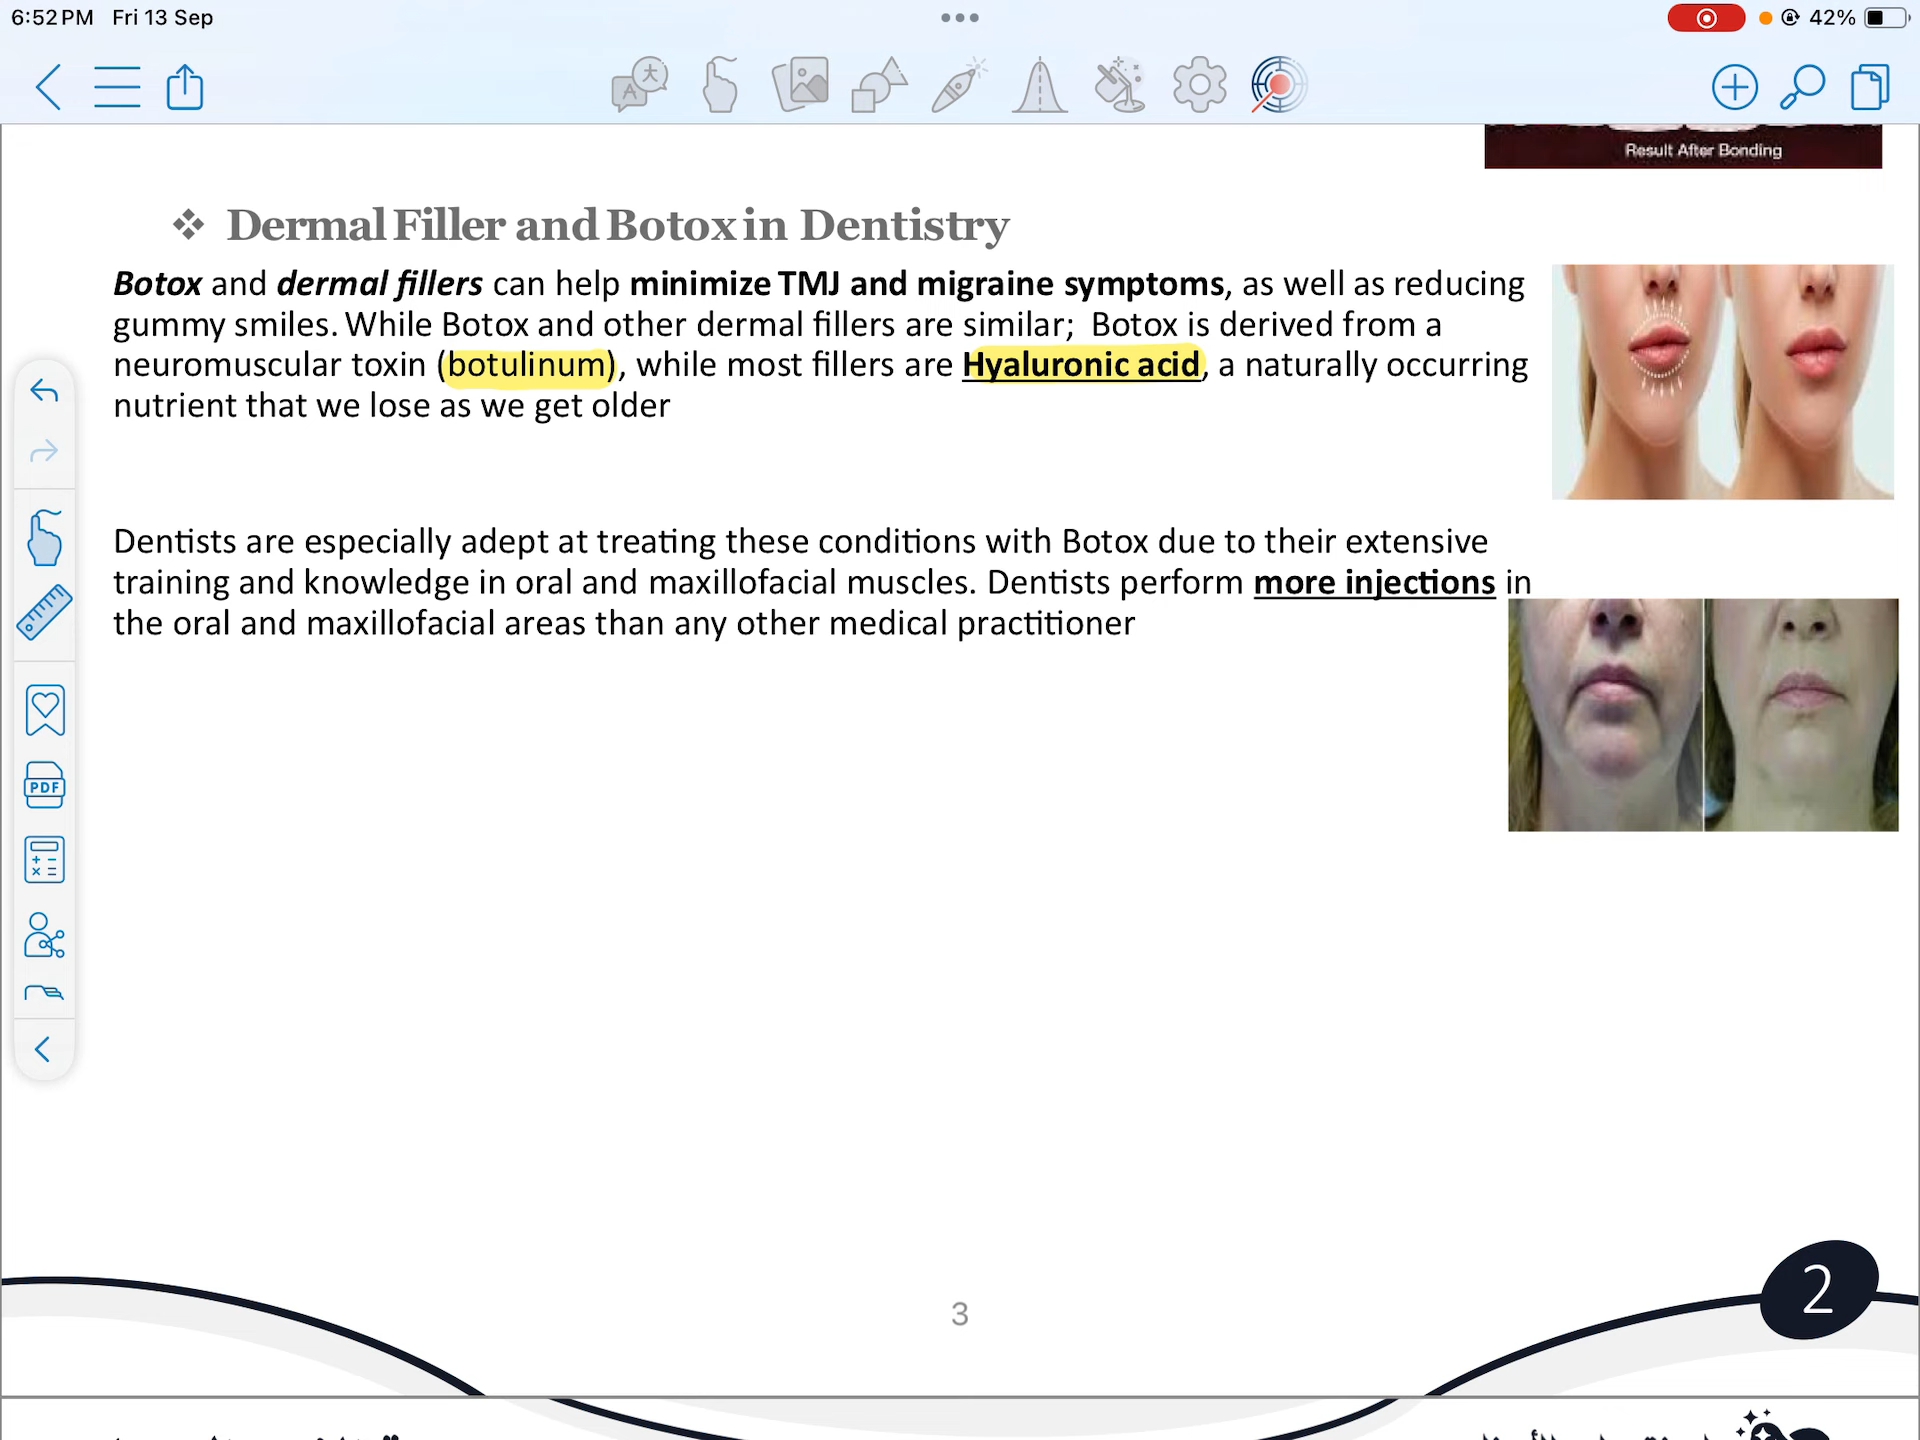 6:52 PM Fri 13 Sep
42%
Result After Bonding
❖ Dermal Filler and Botox in Dentistry
Botox and dermal fillers can help minimize TMJ and migraine symptoms, as well as reducing
gummy smiles. While Botox and other dermal fillers are similar; Botox is derived from a
neuromuscular toxin (botulinum), while most fillers are Hyaluronic acid, a naturally occurring
nutrient that we lose as we get older
Dentists are especially adept at treating these conditions with Botox due to their extensive
training and knowledge in oral and maxillofacial muscles. Dentists perform more injections in
the oral and maxillofacial areas than any other medical practitioner
PDF
2
3